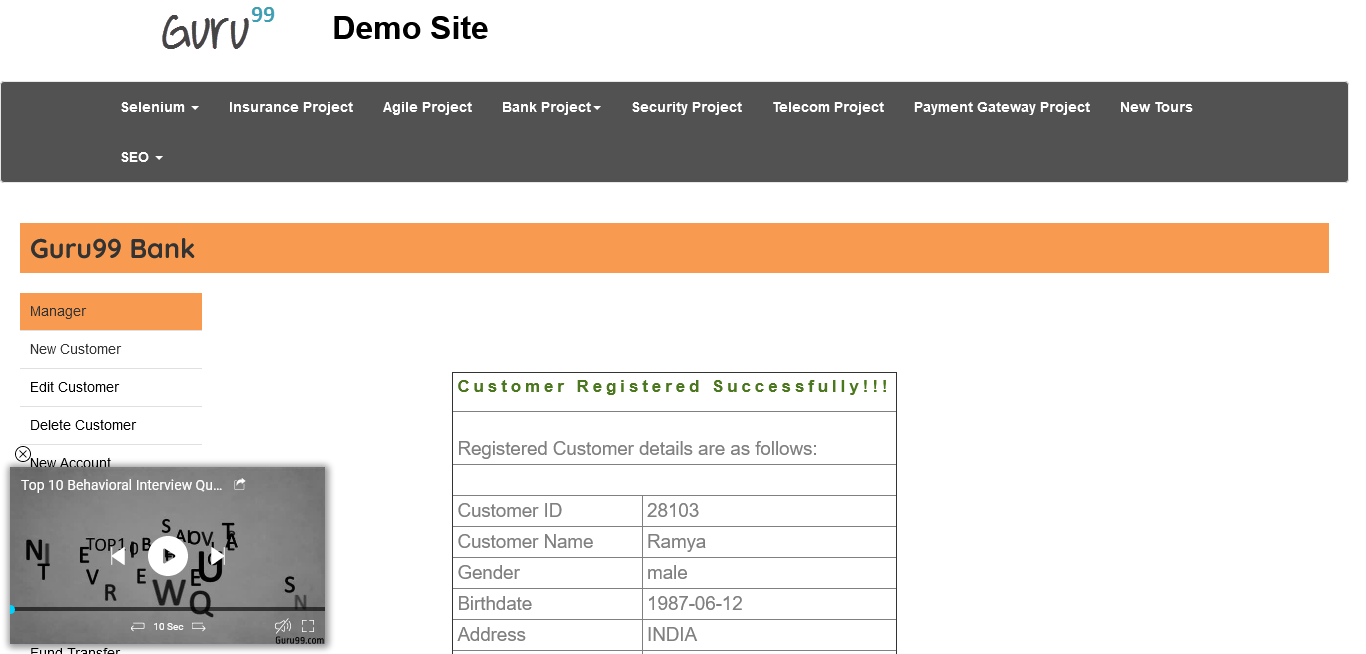 Guru99
Demo Site
Selenium Insurance Project Agile Project Bank Project Security Project Telecom Project Payment Gateway Project New Tours
SEO
Guru99 Bank
Manager
New Customer
Edit Customer
Delete Customer
New Account
Top 10 Behavioral Interview Qu...
10 Sec
Guru99.com
Fund Transfer
Customer Registered Successfully!!!
Registered Customer details are as follows:
Customer ID 28103
Customer Name Ramya
Gender male
Birthdate 1987-06-12
Address INDIA